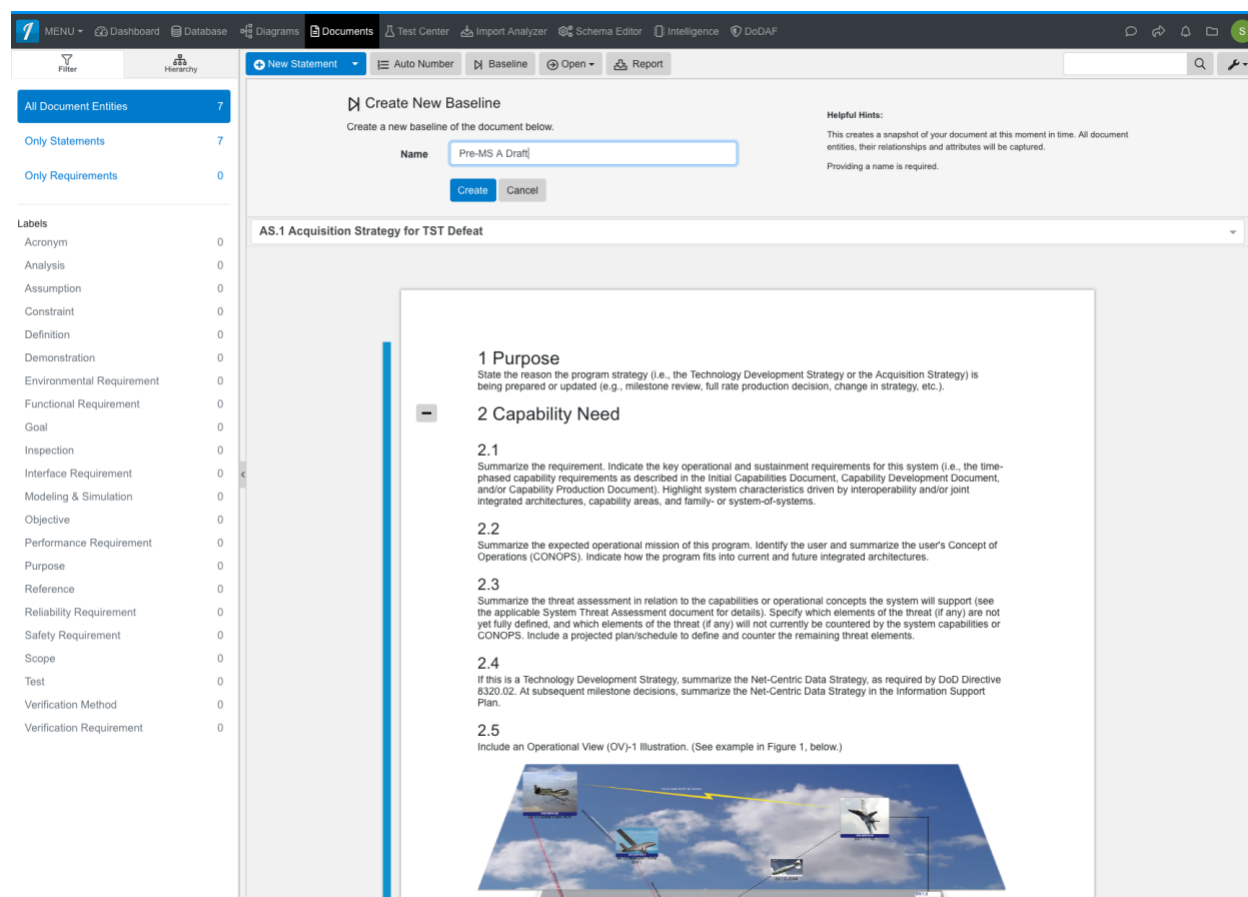 MENU Dashboard Database Diagrams Documents Test Center Import Analyzer Schema Editor Intelligence DoDAF S
Filter Hierarchy
New Statement Auto Number Baseline Open Report
All Document Entities 7
Only Statements 7
Only Requirements 0
Labels
Acronym 0
Analysis 0
Assumption 0
Constraint 0
Definition 0
Demonstration 0
Environmental Requirement 0
Functional Requirement 0
Goal 0
Inspection 0
Interface Requirement 0
Modeling & Simulation 0
Objective 0
Performance Requirement 0
Purpose 0
Reference 0
Reliability Requirement 0
Safety Requirement 0
Scope 0
Test 0
Verification Method 0
Verification Requirement 0
Create New Baseline
Create a new baseline of the document below.
Name Pre-MS A Draft
Create Cancel
Helpful Hints:
This creates a snapshot of your document at this moment in time. All document
entities, their relationships and attributes will be captured.
Providing a name is required.
AS.1 Acquisition Strategy for TST Defeat
1 Purpose
State the reason the program strategy (i.e., the Technology Development Strategy or the Acquisition Strategy) is
being prepared or updated (e.g., milestone review, full rate production decision, change in strategy, etc.).
2 Capability Need
2.1
Summarize the requirement. Indicate the key operational and sustainment requirements for this system (i.e., the time-
phased capability requirements as described in the Initial Capabilities Document, Capability Development Document,
and/or Capability Production Document). Highlight system characteristics driven by interoperability and/or joint
integrated architectures, capability areas, and family- or system-of-systems.
2.2
Summarize the expected operational mission of this program. Identify the user and summarize the user's Concept of
Operations (CONOPS). Indicate how the program fits into current and future integrated architectures.
2.3
Summarize the threat assessment in relation to the capabilities or operational concepts the system will support (see
the applicable System Threat Assessment document for details). Specify which elements of the threat (if any) are not
yet fully defined, and which elements of the threat (if any) will not currently be countered by the system capabilities or
CONOPS. Include a projected plan/schedule to define and counter the remaining threat elements.
2.4
If this is a Technology Development Strategy, summarize the Net-Centric Data Strategy, as required by DoD Directive
8320.02. At subsequent milestone decisions, summarize the Net-Centric Data Strategy in the Information Support
Plan.
2.5
Include an Operational View (OV)-1 Illustration. (See example in Figure 1, below.)